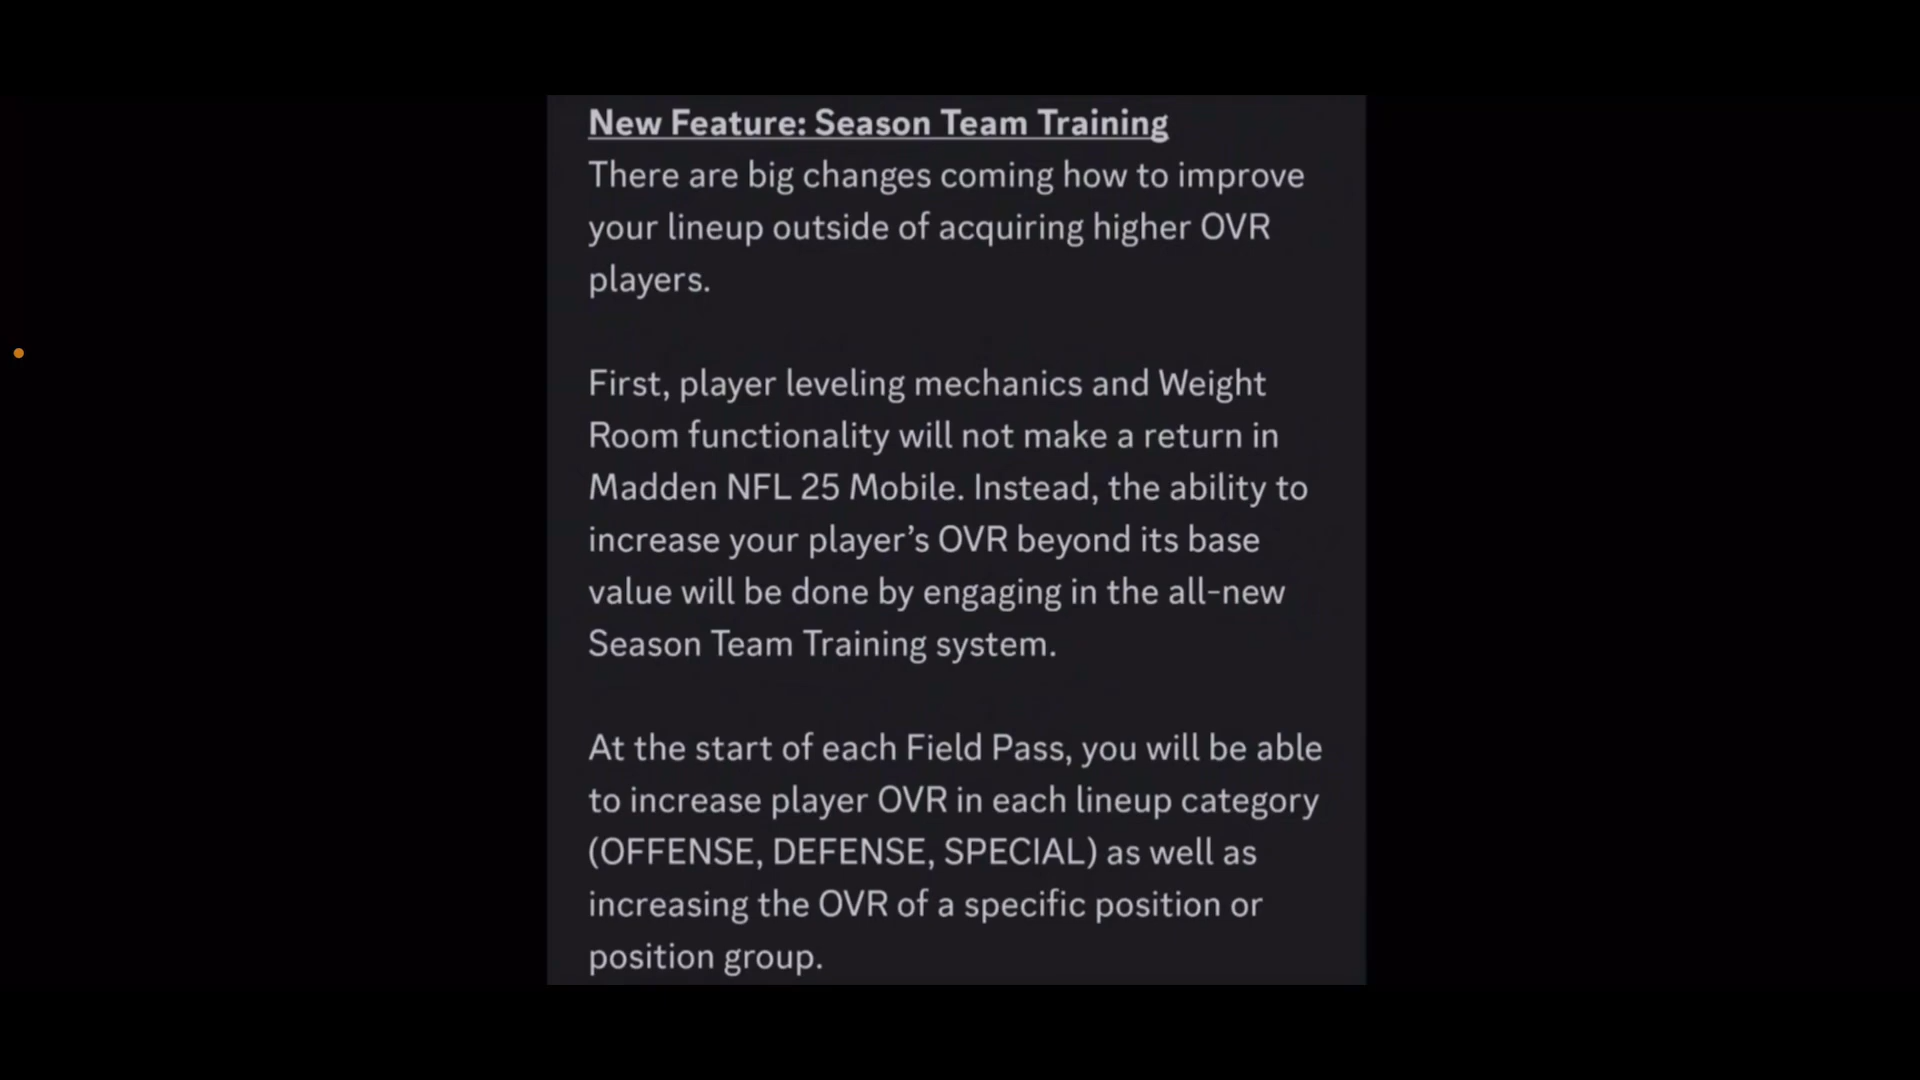 New Feature: Season Team Training
There are big changes coming how to improve
your lineup outside of acquiring higher OVR
players.
First, player leveling mechanics and Weight
Room functionality will not make a return in
Madden NFL 25 Mobile. Instead, the ability to
increase your player’s OVR beyond its base
value will be done by engaging in the all-new
Season Team Training system.
At the start of each Field Pass, you will be able
to increase player OVR in each lineup category
(OFFENSE, DEFENSE, SPECIAL) as well as
increasing the OVR of a specific position or
position group.